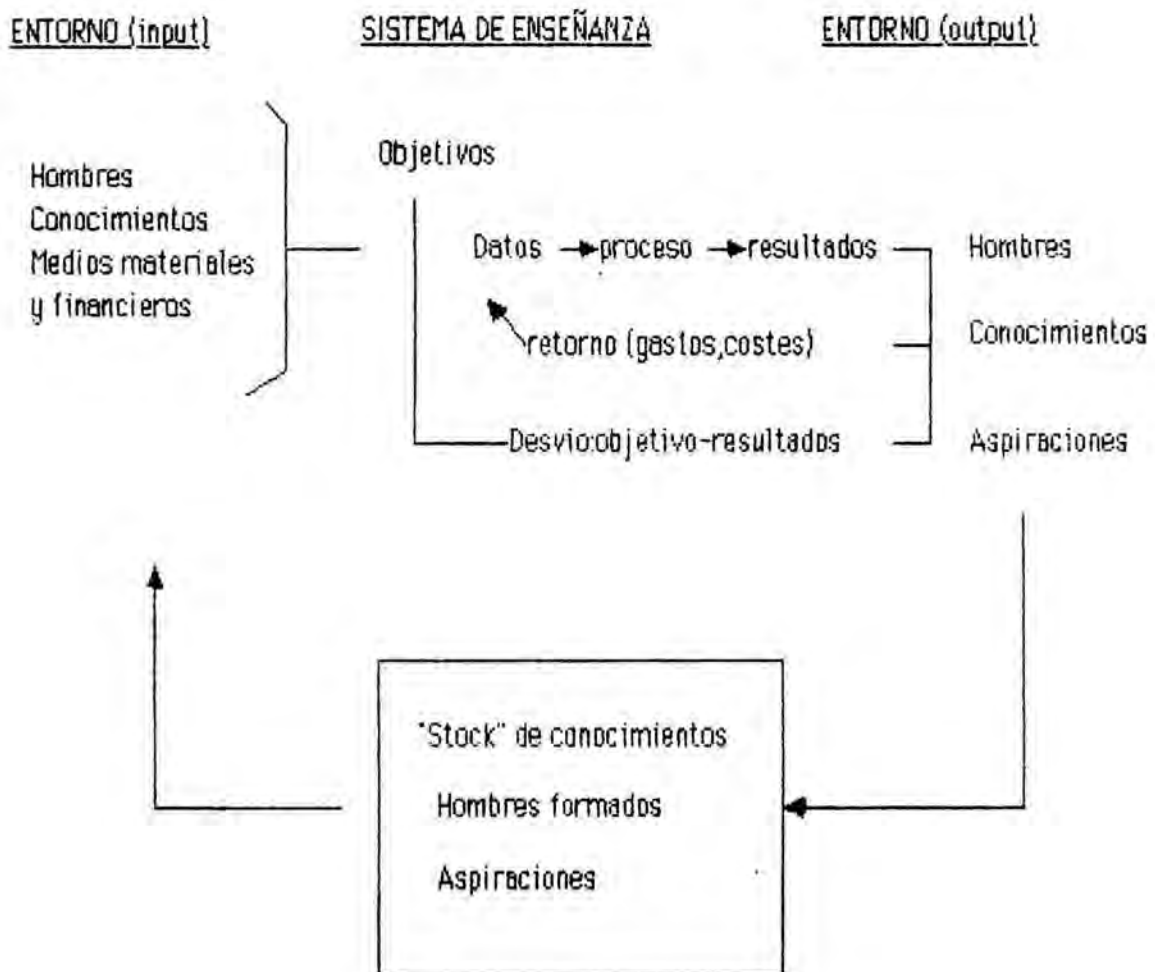 ENTORNO (input)
SISTEMA DE ENSEÑANZA
ENTORNO (output)
Hombres
Conocimientos
Medios materiales
y financieros
Objetivos
Datos
proceso
resultados
retorno (gastos,costes)
Desvio:objetivo-resultados
Hombres
Conocimientos
Aspiraciones
"Stock" de conocimientos
Hombres formados
Aspiraciones